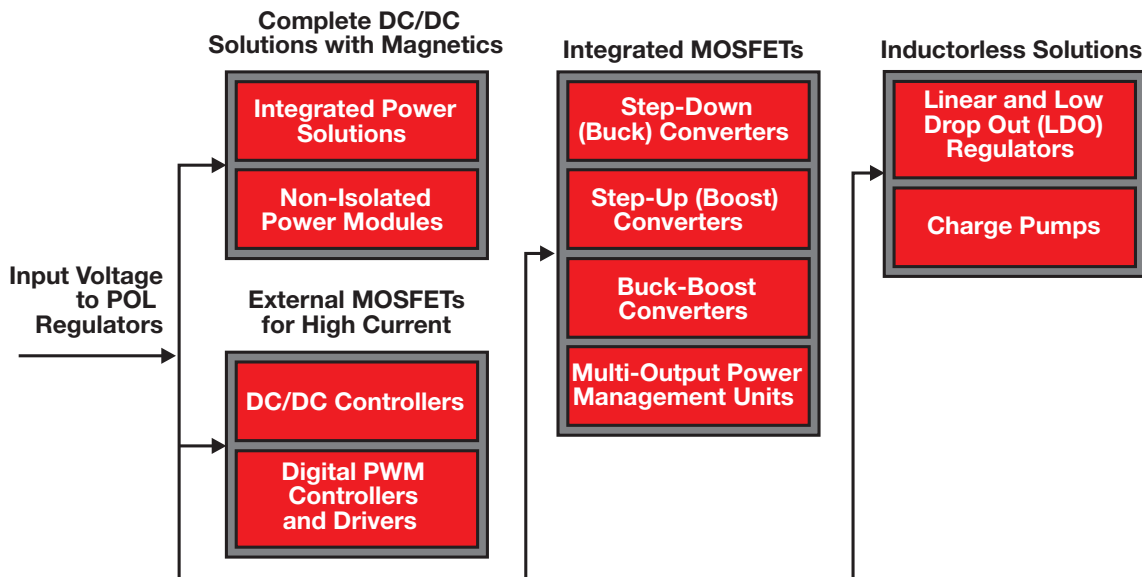 Input Voltage
to POL
Regulators
Complete DC/DC
Solutions with Magnetics
Integrated Power
Solutions
Non-Isolated
Power Modules
External MOSFETs
for High Current
DC/DC Controllers
Digital PWM
Controllers
and Drivers
Integrated MOSFETs
Step-Down
(Buck) Converters
Step-Up (Boost)
Converters
Buck-Boost
Converters
Multi-Output Power
Management Units
Inductorless Solutions
Linear and Low
Drop Out (LDO)
Regulators
Charge Pumps